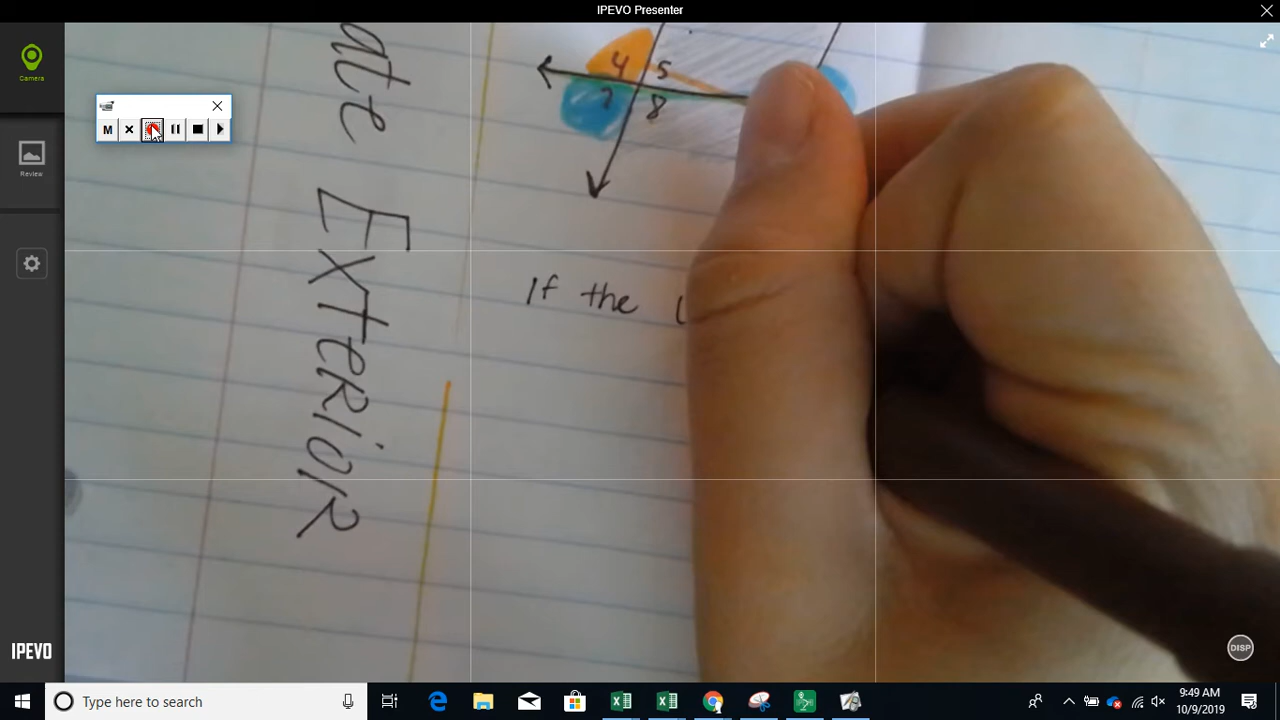 IPEVO Presenter
Camera
Review
IPEVO
M
4 5
7 8
ate Exterior
If the
DISP
Type here to search
9:49 AM
10/9/2019